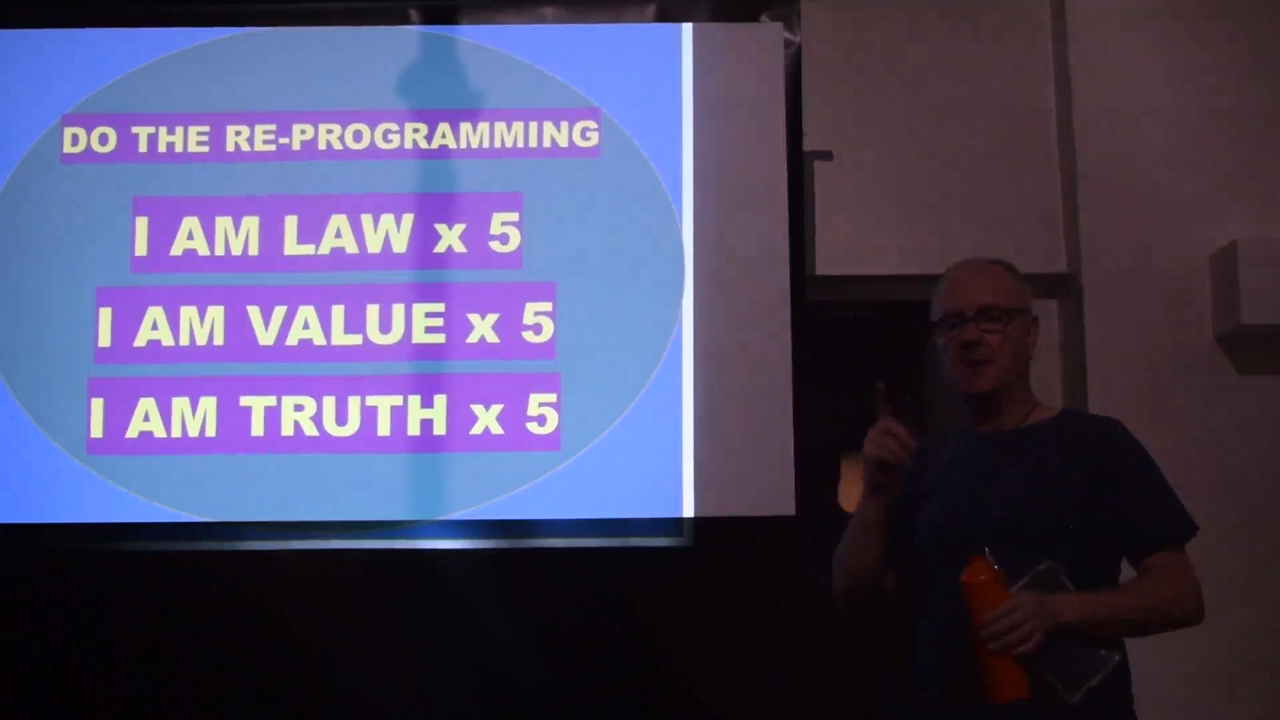 DO THE RE-PROGRAMMING
I AM LAW x 5
I AM VALUE x 5
I AM TRUTH x 5